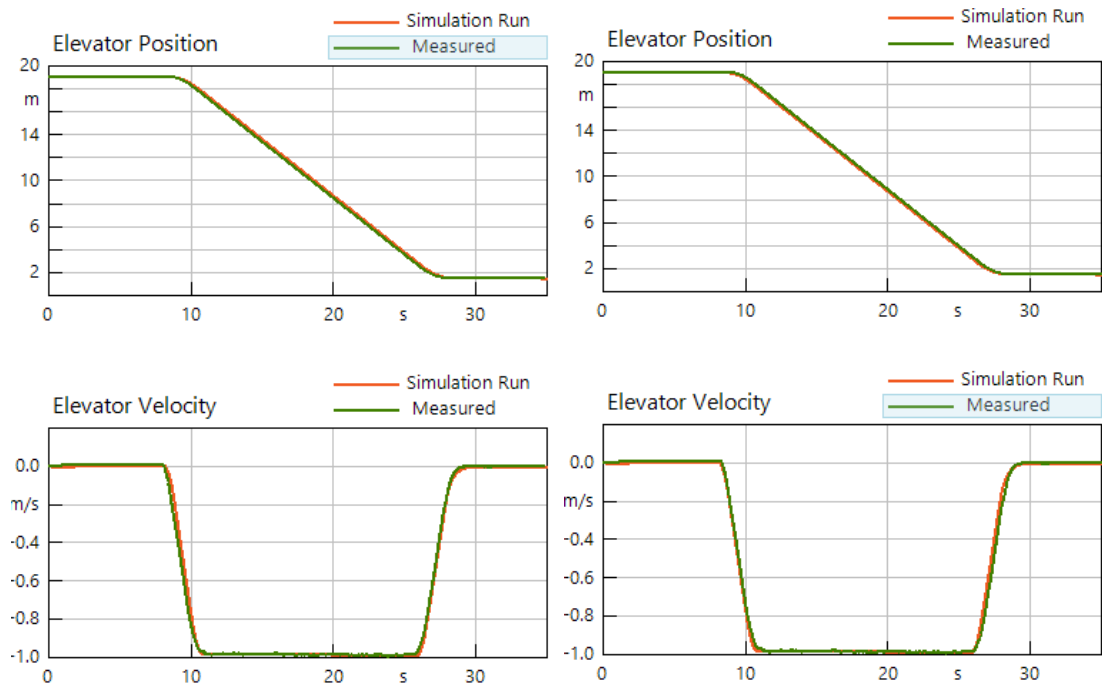 Simulation Run
Measured
Elevator Position
20
m
14
10
6
2
0 10 20 s 30
Simulation Run
Measured
Elevator Position
20
m
14
10
6
2
0 10 20 s 30
Simulation Run
Measured
Elevator Velocity
0.0
m/s
-0.4
-0.6
-0.8
-1.0
0 10 20 s 30
Simulation Run
Measured
Elevator Velocity
0.0
m/s
-0.4
-0.6
-0.8
-1.0
0 10 20 s 30